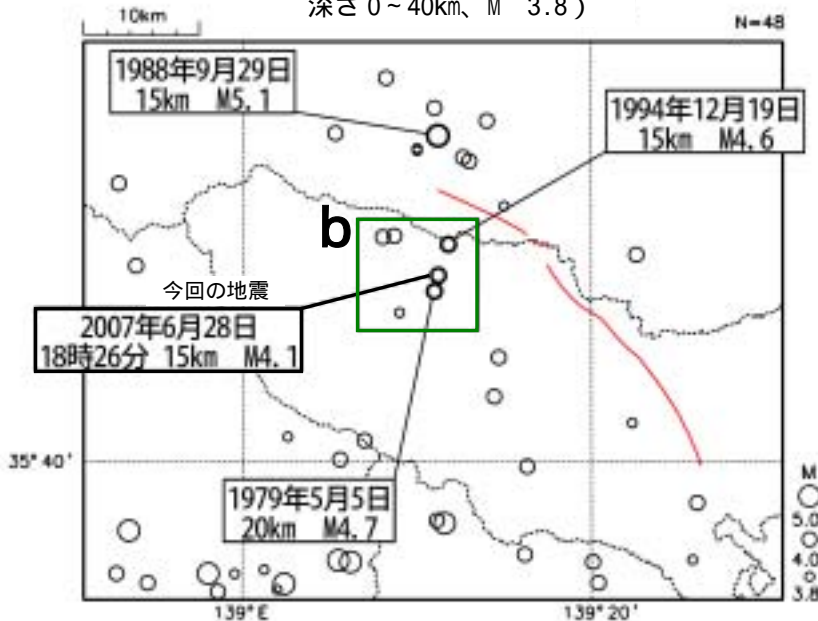 深さ0~40km、M 3.8)
10km
N=48
1988年9月29日
15km M5.1
1994年12月19日
15km M4.6
b
今回の地震
2007年6月28日
18時26分 15km M4.1
35°40'
1979年5月5日
20km M4.7
M
5.0
4.0
3.8
139°E
139°20'